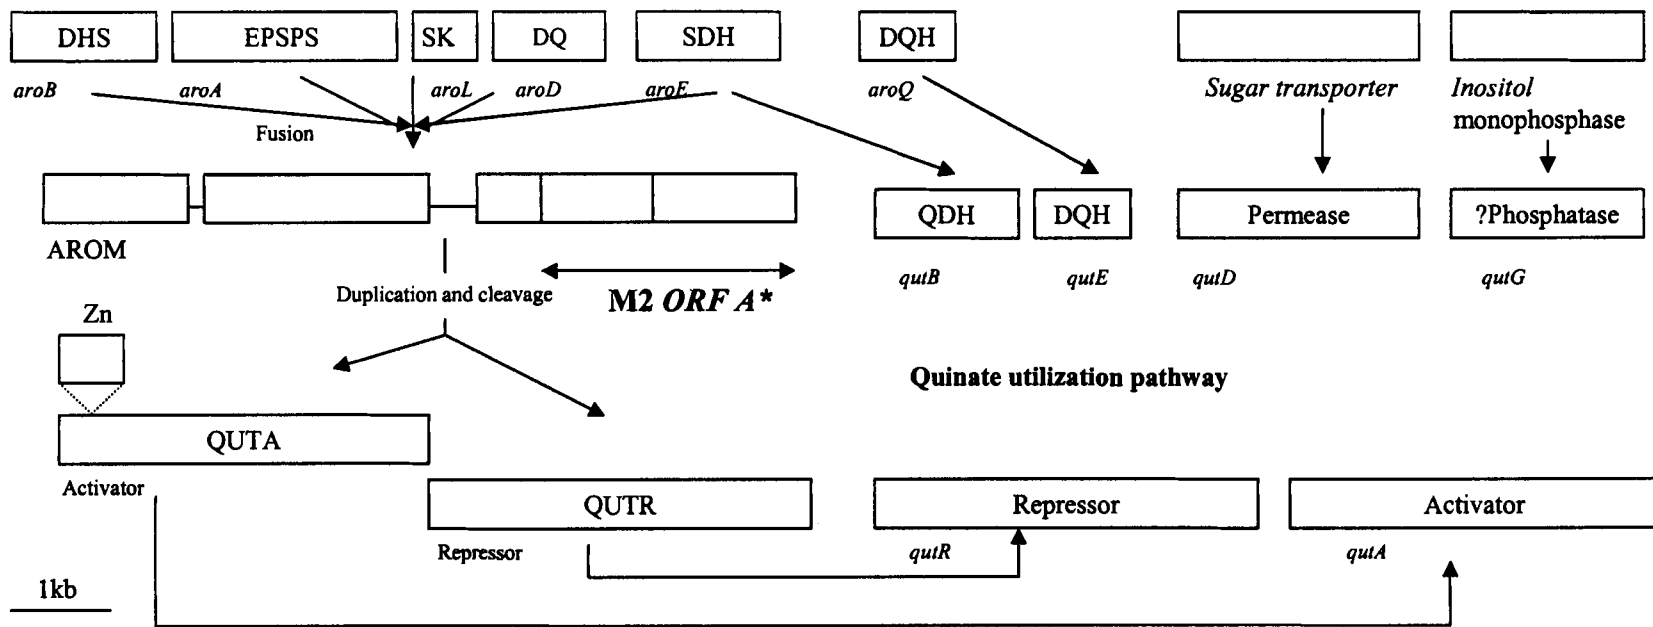 DHS EPSPS SK DQ SDH DQH
aroB aroA aroL aroD aroE aroQ Sugar transporter Inositol
monophosphase
Fusion
QDH DQH Permease ?Phosphatase
AROM
qutB qutE qutD qutG
Duplication and cleavage M2 ORF A*
Zn
Quinate utilization pathway
QUTA
Activator
QUTR Repressor Activator
Repressor qutR qutA
1kb